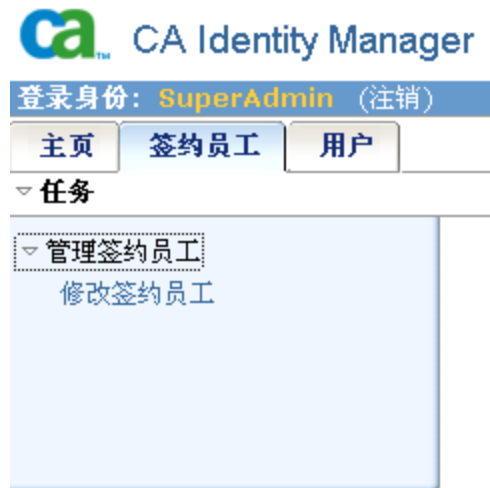 ca™ CA Identity Manager
登录身份: SuperAdmin (注销)
主页 签约员工 用户
任务
管理签约员工
修改签约员工